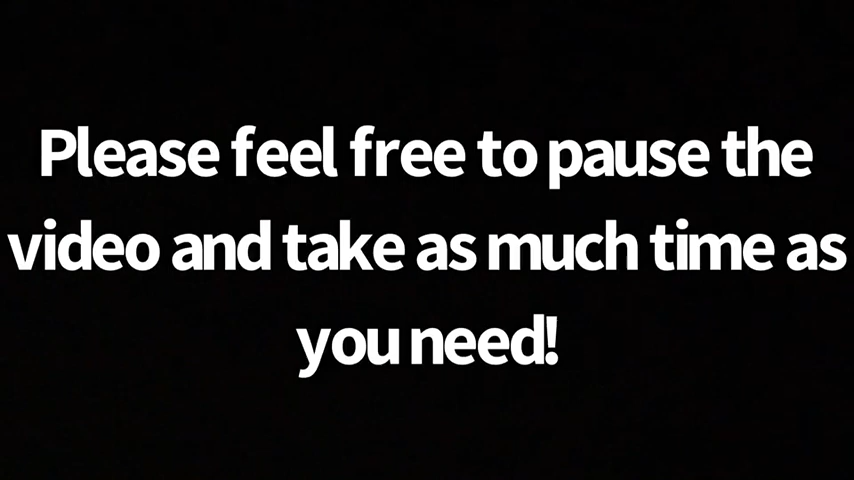 Please feel free to pause the
video and take as much time as
you need!